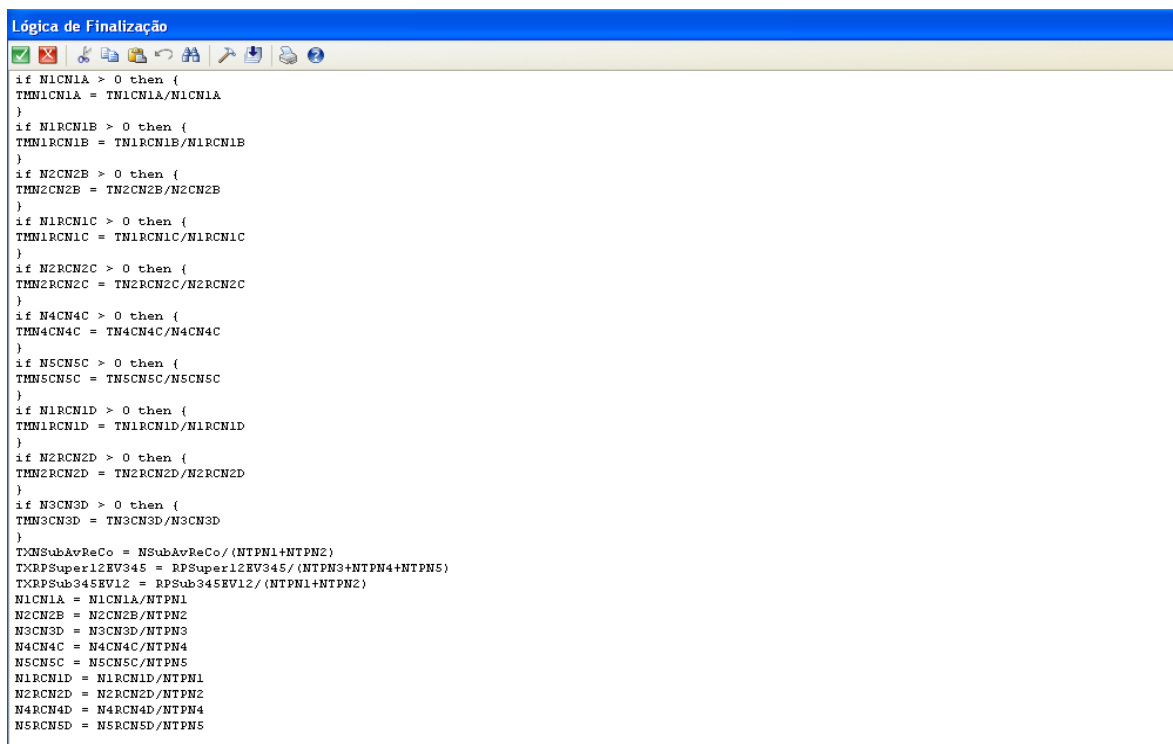 Lógica de Finalização
if N1CN1A > 0 then {
TMN1CN1A = TN1CN1A/N1CN1A
}
if N1RCN1B > 0 then {
TMN1RCN1B = TN1RCN1B/N1RCN1B
}
if N2CN2B > 0 then {
TMN2CN2B = TN2CN2B/N2CN2B
}
if N1RCN1C > 0 then {
TMN1RCN1C = TN1RCN1C/N1RCN1C
}
if N2RCN2C > 0 then {
TMN2RCN2C = TN2RCN2C/N2RCN2C
}
if N4CN4C > 0 then {
TMN4CN4C = TN4CN4C/N4CN4C
}
if N5CN5C > 0 then {
TMN5CN5C = TN5CN5C/N5CN5C
}
if N1RCN1D > 0 then {
TMN1RCN1D = TN1RCN1D/N1RCN1D
}
if N2RCN2D > 0 then {
TMN2RCN2D = TN2RCN2D/N2RCN2D
}
if N3CN3D > 0 then {
TMN3CN3D = TN3CN3D/N3CN3D
}
TXNSubAvReCo = NSubAvReCo/(NTPN1+NTPN2)
TXRPSuper12EV345 = RPSuper12EV345/(NTPN3+NTPN4+NTPN5)
TXRPSub345EV12 = RPSub345EV12/(NTPN1+NTPN2)
N1CN1A = N1CN1A/NTPN1
N2CN2B = N2CN2B/NTPN2
N3CN3D = N3CN3D/NTPN3
N4CN4C = N4CN4C/NTPN4
N5CN5C = N5CN5C/NTPN5
N1RCN1D = N1RCN1D/NTPN1
N2RCN2D = N2RCN2D/NTPN2
N4RCN4D = N4RCN4D/NTPN4
N5RCN5D = N5RCN5D/NTPN5